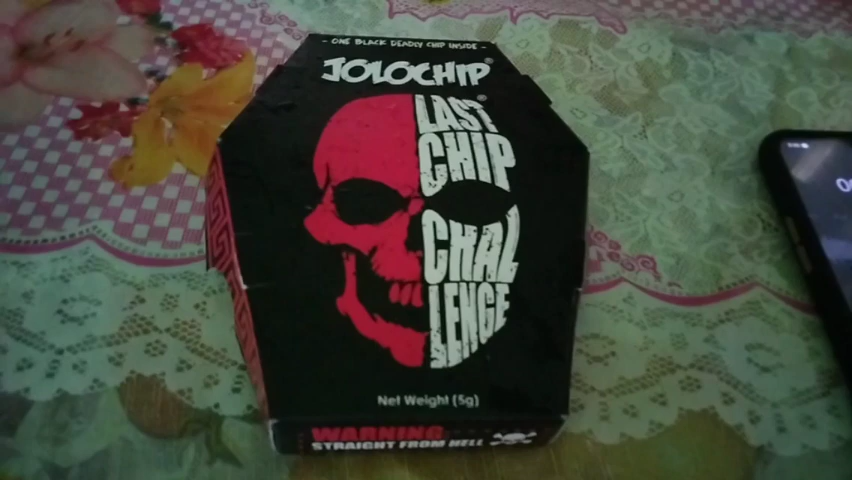 - ONE BLACK DEADLY CHIP INSIDE -
JOLOCHIP®
LAST®
CHIP
CHAL
LENGE
Net Weight (5g)
WARNING
STRAIGHT FROM HELL